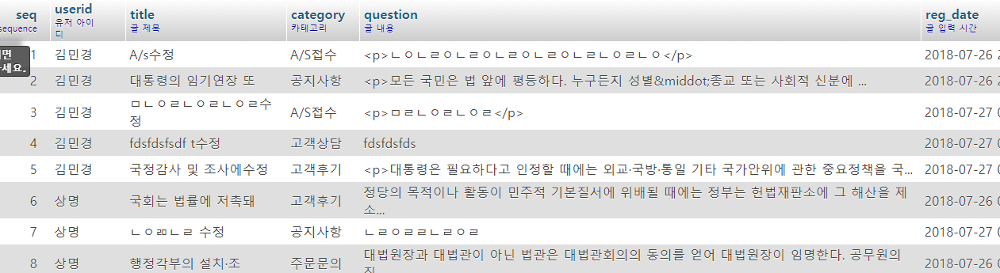 seq userid title category question reg_date
sequence 유저 아이디 글 제목 카테고리 글 내용 글 입력 시간
1 김민경 A/s수정 A/S접수 <p>ㄴㅇㄴㄹㅇㄴㄹㅇㄴㄹㅇㄴㄹㅇㄴㄹㄴㅇㄹㄴㅇ</p> 2018-07-26 2
세요.
2 김민경 대통령의 임기연장 또 공지사항 <p>모든 국민은 법 앞에 평등하다. 누구든지 성별&middot;종교 또는 사회적 신분에 ... 2018-07-26 2
3 김민경 ㅁㄴㅇㄹㄴㅇㄹㄴㅇㄹ수정 A/S접수 <p>ㅁㄹㄴㅇㄹㄴㅇㄹ</p> 2018-07-27 0
4 김민경 fdsfdsfsdf t수정 고객상담 fdsfdsfds 2018-07-27 0
5 김민경 국정감사 및 조사에수정 고객후기 <p>대통령은 필요하다고 인정할 때에는 외교·국방·통일 기타 국가안위에 관한 중요정책을 국... 2018-07-27 0
6 상명 국회는 법률에 저촉돼 고객후기 정당의 목적이나 활동이 민주적 기본질서에 위배될 때에는 정부는 헌법재판소에 그 해산을 제소... 2018-07-26 0
7 상명 ㄴㅇㄻㄴㄹ 수정 공지사항 ㄴㄹㅇㄹㄹㄴㄹㅇㄹ 2018-07-27 0
8 상명 행정각부의 설치·조 주문문의 대법원장과 대법관이 아닌 법관은 대법관회의의 동의를 얻어 대법원장이 임명한다. 공무원의 2018-07-26 0